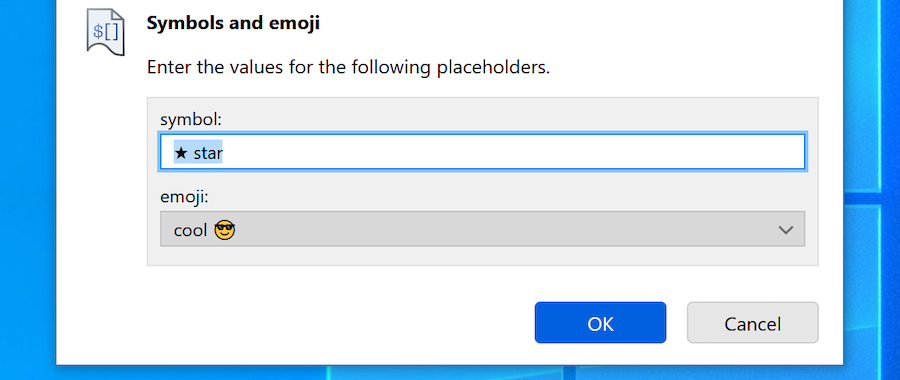 $[]
Symbols and emoji
Enter the values for the following placeholders.
symbol:
★ star
emoji:
cool 😎
OK
Cancel